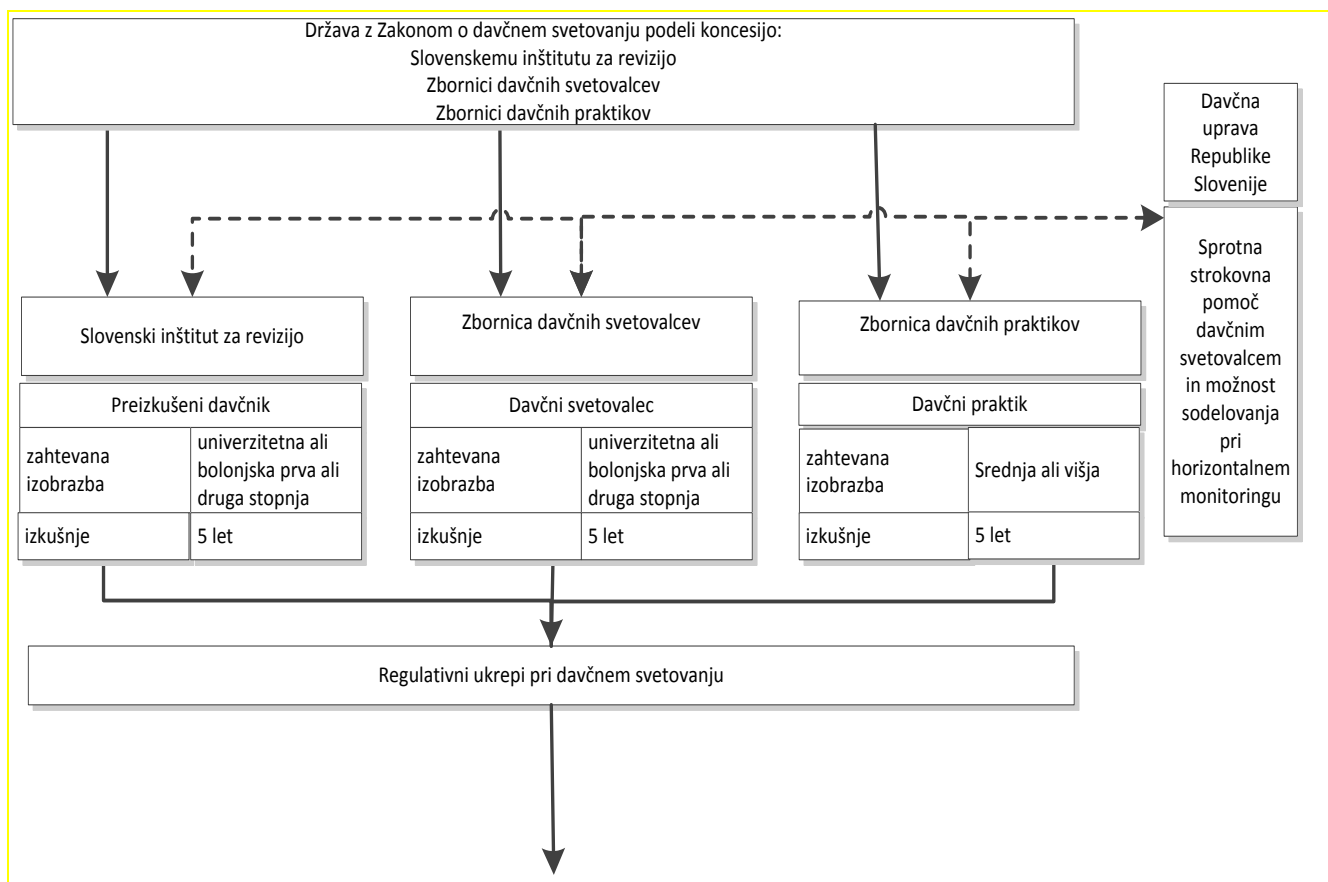 Država z Zakonom o davčnem svetovanju podeli koncesijo:
Slovenskemu inštitutu za revizijo
Zbornici davčnih svetovalcev
Zbornici davčnih praktikov
Davčna
uprava
Republike
Slovenije
Sprotna
strokovna
pomoč
davčnim
svetovalcem
in možnost
sodelovanja
pri
horizontalnem
monitoringu
Slovenski inštitut za revizijo
Preizkušeni davčnik
zahtevana
izobrazba
univerzitetna ali
bolonjska prva ali
druga stopnja
izkušnje
5 let
Zbornica davčnih svetovalcev
Davčni svetovalec
zahtevana
izobrazba
univerzitetna ali
bolonjska prva ali
druga stopnja
izkušnje
5 let
Zbornica davčnih praktikov
Davčni praktik
zahtevana
izobrazba
Srednja ali višja
izkušnje
5 let
Regulativni ukrepi pri davčnem svetovanju